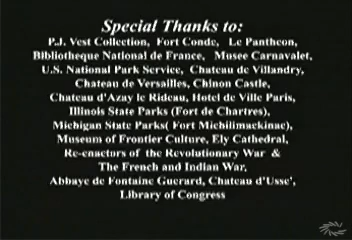 Special Thanks to:
P.J. Vest Collection, Fort Conde, Le Pantheon,
Bibliotheque National de France, Musee Carnavalet,
U.S. National Park Service, Chateau de Villandry,
Chateau de Versailles, Chinon Castle,
Chateau d'Azay le Rideau, Hotel de Ville Paris,
Illinois State Parks (Fort de Chartres),
Michigan State Parks( Fort Michilimackinac),
Museum of Frontier Culture, Ely Cathedral,
Re-enactors of the Revolutionary War &
The French and Indian War,
Abbaye de Fontaine Guerard, Chateau d'Usse',
Library of Congress